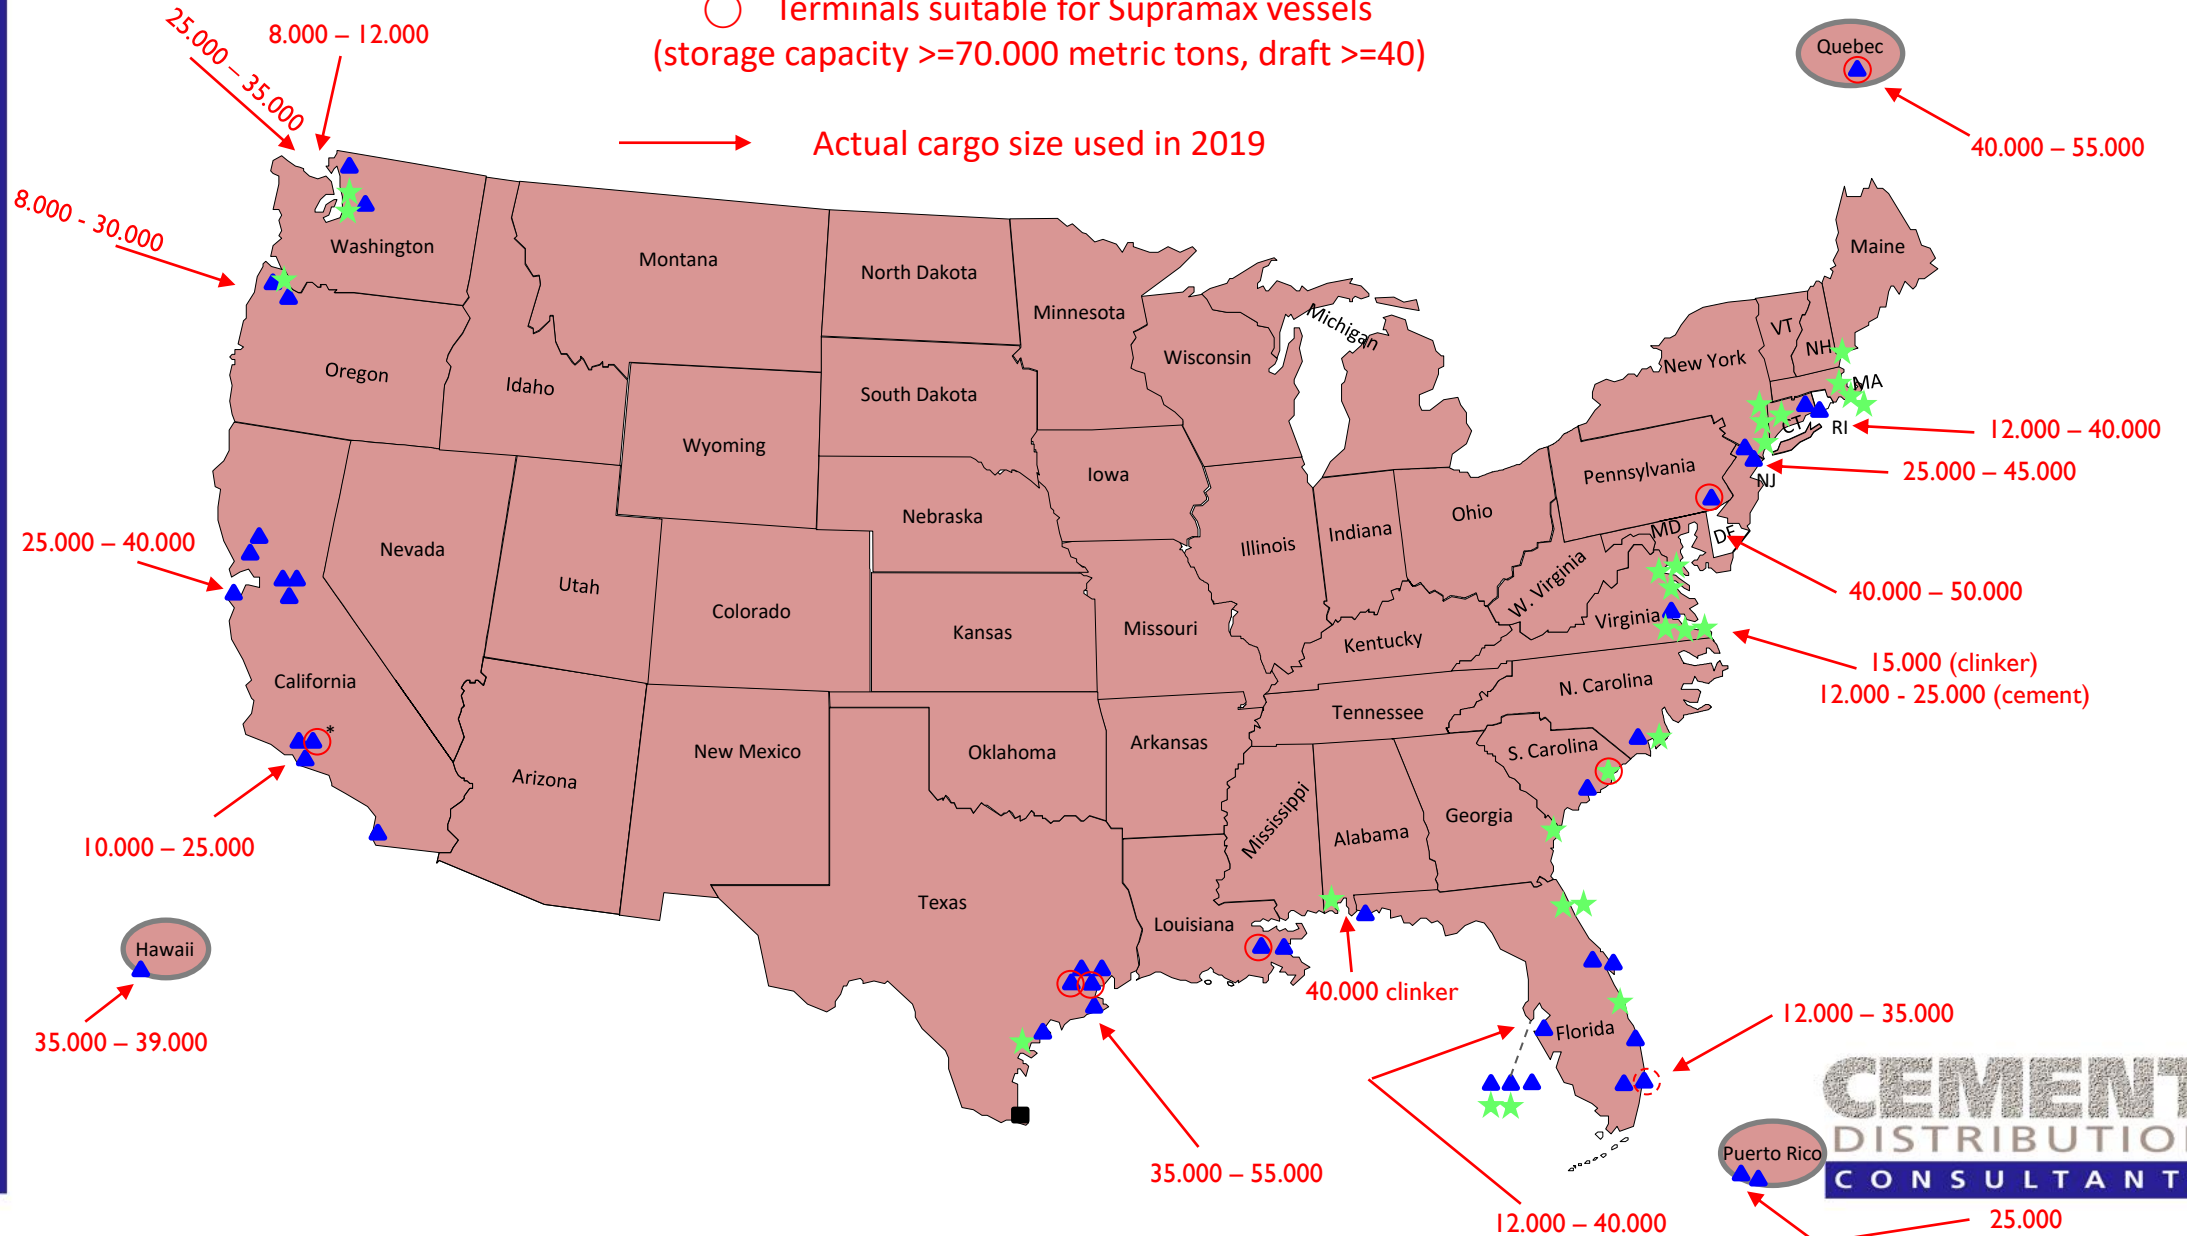 Terminals suitable for Supramax vessels
(storage capacity >=70.000 metric tons, draft >=40)
Actual cargo size used in 2019
25.000 – 35.000
8.000 – 12.000
8.000 - 30.000
Quebec
40.000 – 55.000
Washington
Montana
North Dakota
Minnesota
Maine
Michigan
VT
NH
New York
MA
Oregon
Idaho
South Dakota
Wisconsin
CT
RI
12.000 – 40.000
Wyoming
Iowa
Pennsylvania
25.000 – 45.000
NJ
Nebraska
Ohio
Indiana
Illinois
MD
DE
25.000 – 40.000
Nevada
Utah
Colorado
Kansas
Missouri
W. Virginia
Virginia
40.000 – 50.000
Kentucky
15.000 (clinker)
12.000 - 25.000 (cement)
California
N. Carolina
Tennessee
*
Arizona
New Mexico
Oklahoma
Arkansas
S. Carolina
Mississippi
Alabama
Georgia
10.000 – 25.000
Texas
Louisiana
Hawaii
35.000 – 39.000
40.000 clinker
Florida
12.000 – 35.000
35.000 – 55.000
12.000 – 40.000
Puerto Rico
25.000
CEMENT
DISTRIBUTIO
CONSULTANT